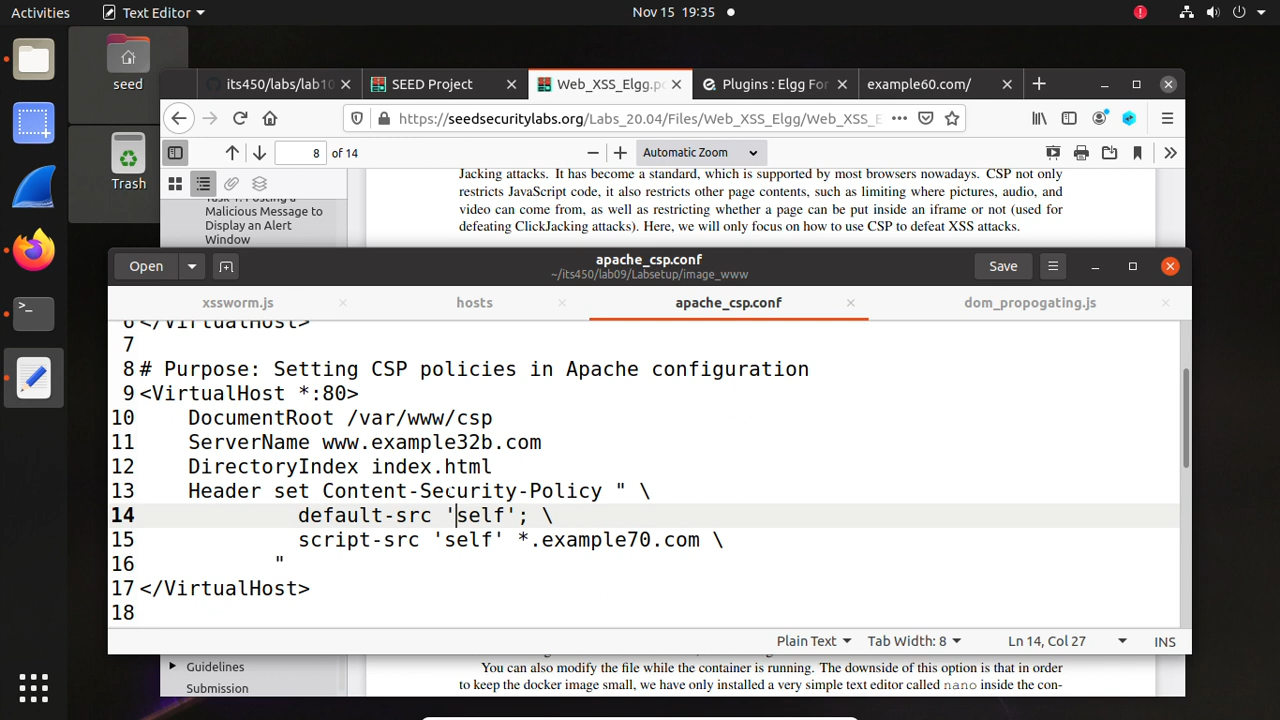 Activities
Text Editor
Nov 15 19:35
seed
Trash
its450/labs/lab10
SEED Project
Web_XSS_Elgg.pd
Plugins : Elgg For
example60.com/
https://seedsecuritylabs.org/Labs_20.04/Files/Web_XSS_Elgg/Web_XSS_E
8 of 14
Automatic Zoom
Malicious Message to
Display an Alert
Window
Jacking attacks. It has become a standard, which is supported by most browsers nowadays. CSP not only
restricts JavaScript code, it also restricts other page contents, such as limiting where pictures, audio, and
video can come from, as well as restricting whether a page can be put inside an iframe or not (used for
defeating ClickJacking attacks). Here, we will only focus on how to use CSP to defeat XSS attacks.
Open
apache_csp.conf
~/its450/lab09/Labsetup/image_www
Save
xssworm.js
hosts
apache_csp.conf
dom_propogating.js
6 </VirtualHost>
7
8 # Purpose: Setting CSP policies in Apache configuration
9 <VirtualHost *:80>
10 DocumentRoot /var/www/csp
11 ServerName www.example32b.com
12 DirectoryIndex index.html
13 Header set Content-Security-Policy " \
14 default-src 'self'; \
15 script-src 'self' *.example70.com \
16 "
17 </VirtualHost>
18
Plain Text
Tab Width: 8
Ln 14, Col 27
INS
Guidelines
Submission
You can also modify the file while the container is running. The downside of this option is that in order
to keep the docker image small, we have only installed a very simple text editor called nano inside the con-